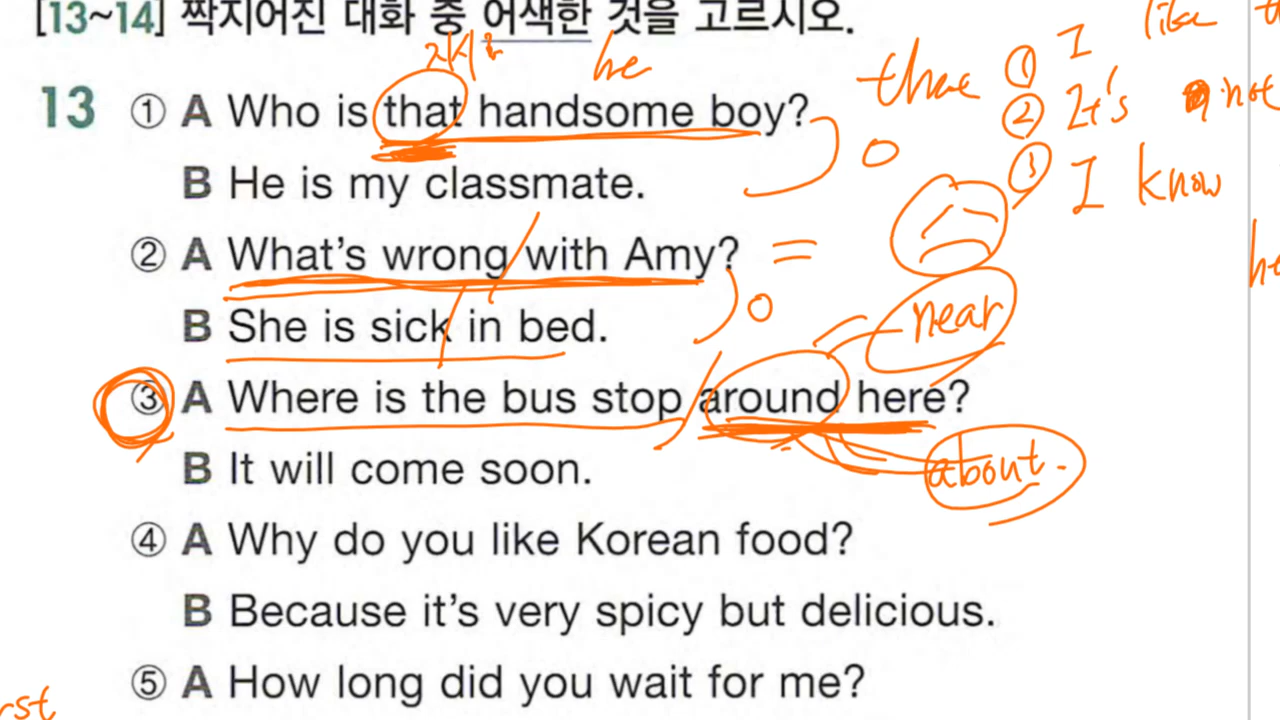 [13~14] 짝지어진 대화 중 어색한 것을 고르시오.
like
he
that ① I
② It's not
13 ① A Who is that handsome boy?
B He is my classmate.
③ I know
② A What's wrong with Amy? =
B She is sick in bed.
near
③ A Where is the bus stop around here?
B It will come soon.
about.
④ A Why do you like Korean food?
B Because it's very spicy but delicious.
⑤ A How long did you wait for me?
rst